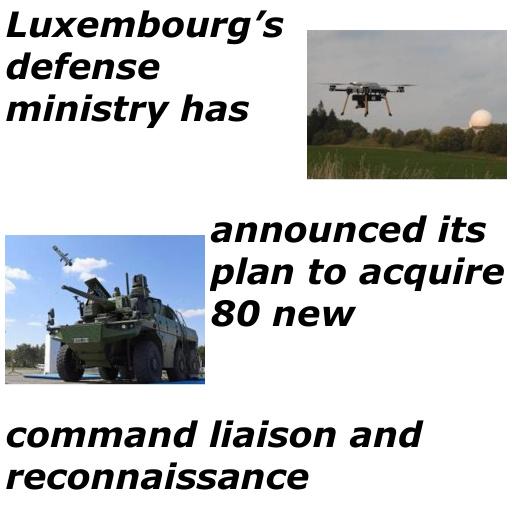 Luxembourg’s
defense
ministry has
announced its
plan to acquire
80 new
command liaison and
reconnaissance